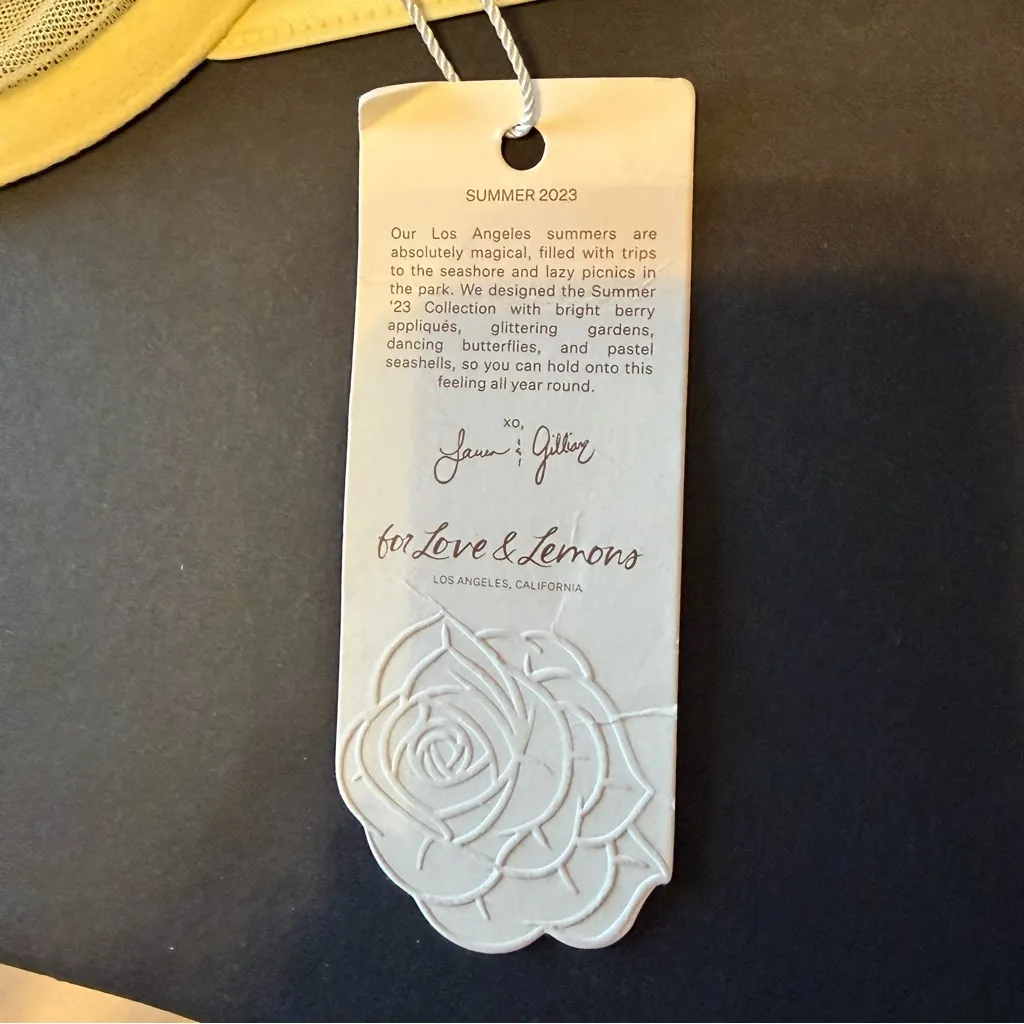 SUMMER 2023
Our Los Angeles summers are
absolutely magical, filled with trips
to the seashore and lazy picnics in
the park. We designed the Summer
'23 Collection with bright berry
appliqués, glittering gardens,
dancing butterflies, and pastel
seashells, so you can hold onto this
feeling all year round.
xo,
Laura & Gillian
for Love & Lemons
LOS ANGELES, CALIFORNIA